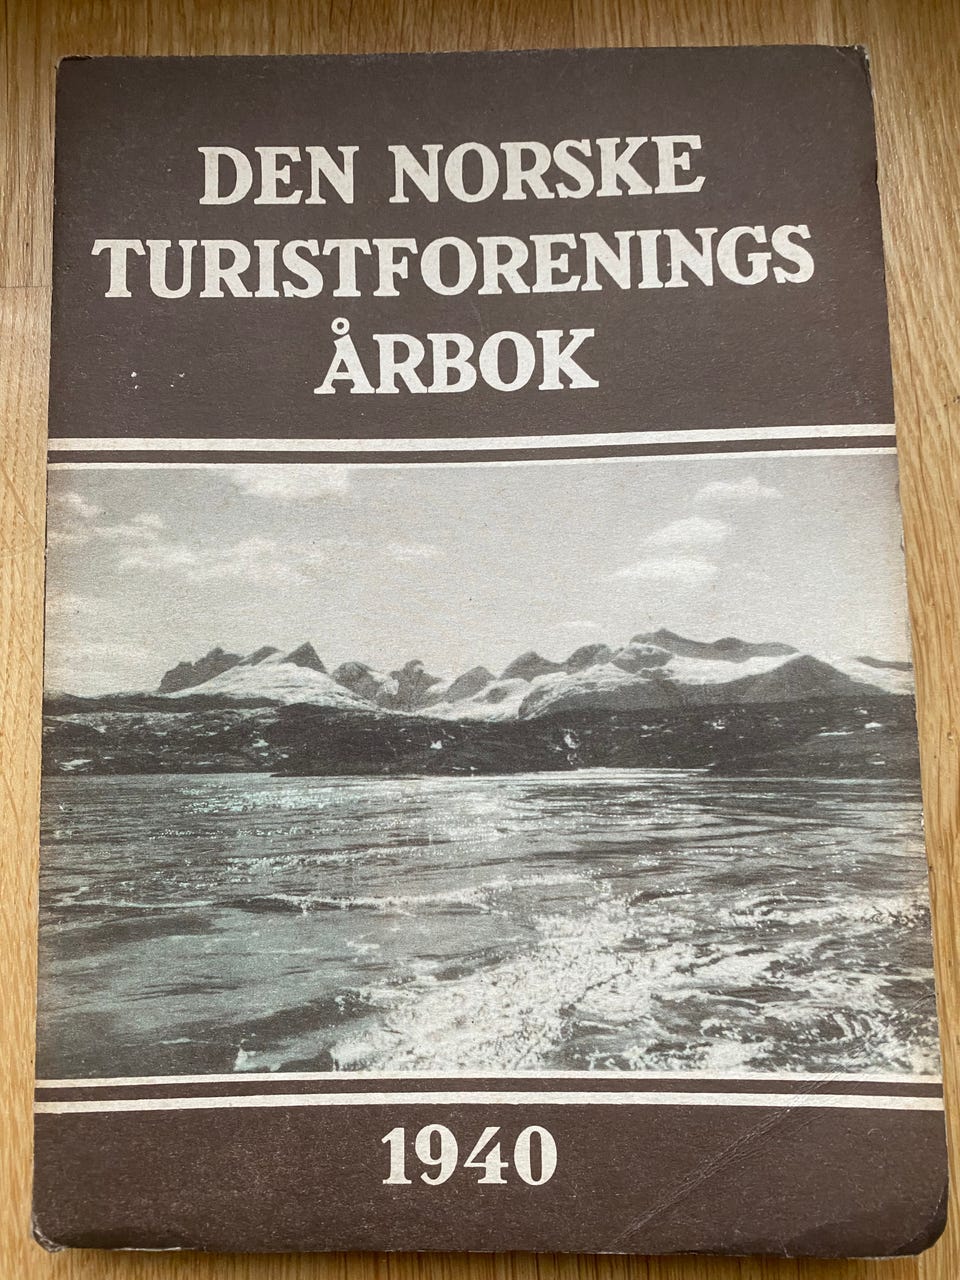 DEN NORSKE
TURISTFORENINGS
ÅRBOK
1940